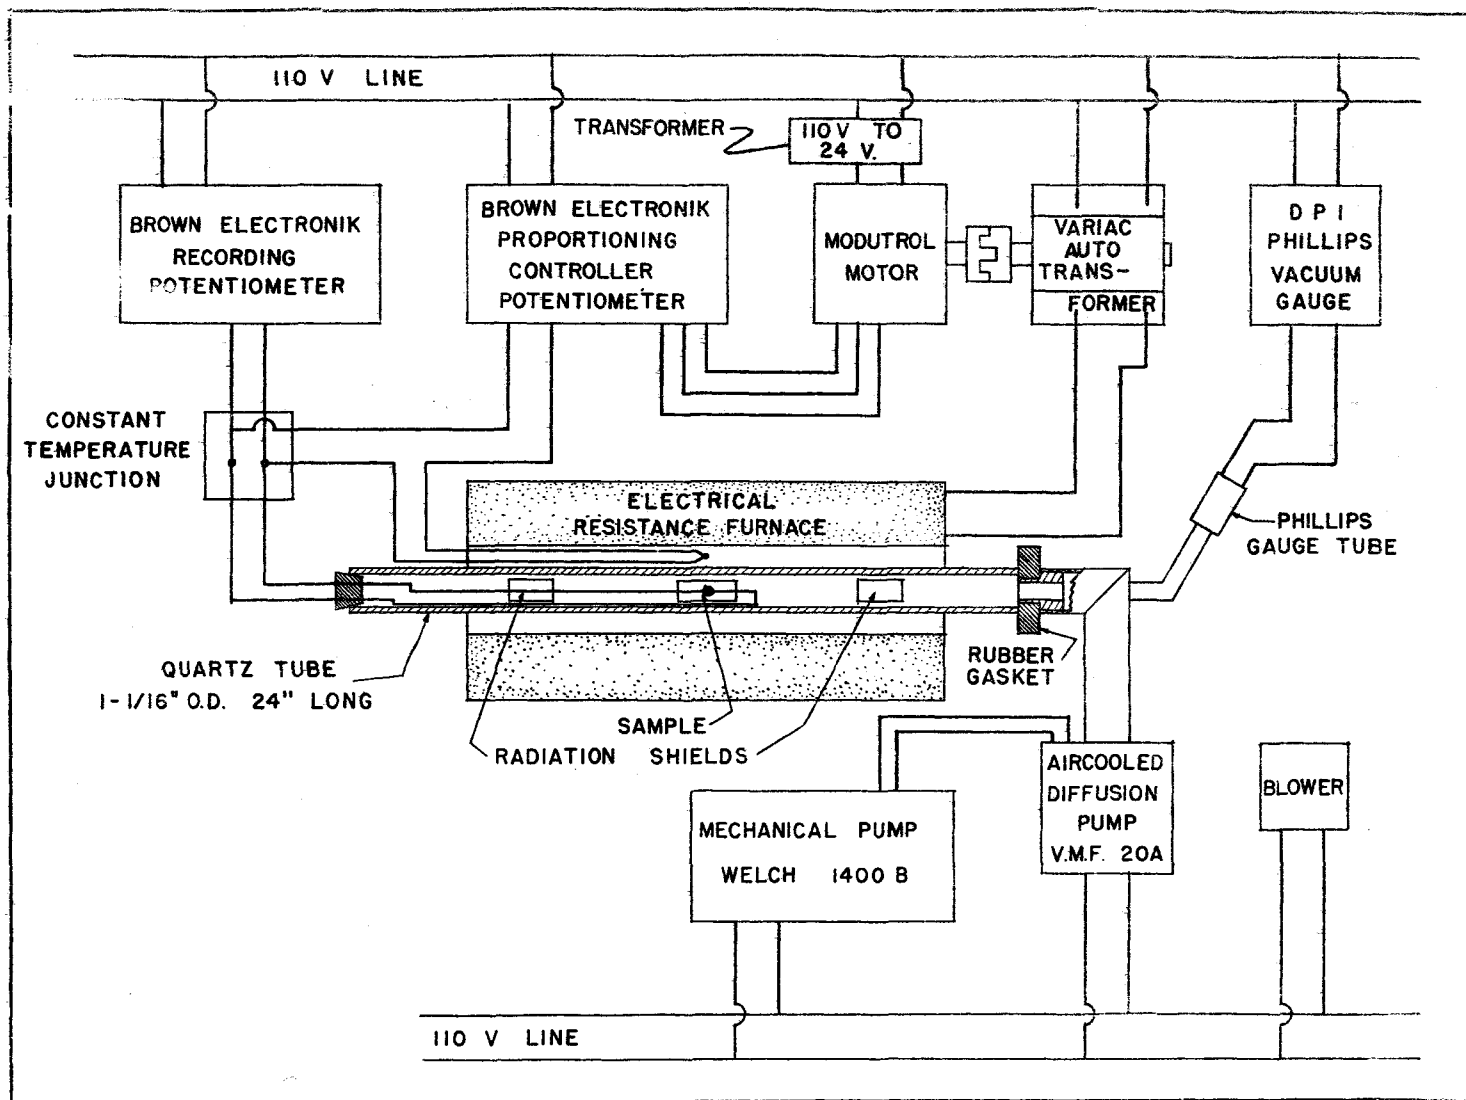 110 V LINE
TRANSFORMER
110 V TO
24 V.
BROWN ELECTRONIK
RECORDING
POTENTIOMETER
BROWN ELECTRONIK
PROPORTIONING
CONTROLLER
POTENTIOMETER
MODUTROL
MOTOR
VARIAC
AUTO
TRANS-
FORMER
D P I
PHILLIPS
VACUUM
GAUGE
CONSTANT
TEMPERATURE
JUNCTION
ELECTRICAL
RESISTANCE FURNACE
PHILLIPS
GAUGE TUBE
QUARTZ TUBE
1-1/16" O.D. 24" LONG
RUBBER
GASKET
SAMPLE
RADIATION SHIELDS
MECHANICAL PUMP
WELCH 1400 B
AIRCOOLED
DIFFUSION
PUMP
V.M.F. 20A
BLOWER
110 V LINE